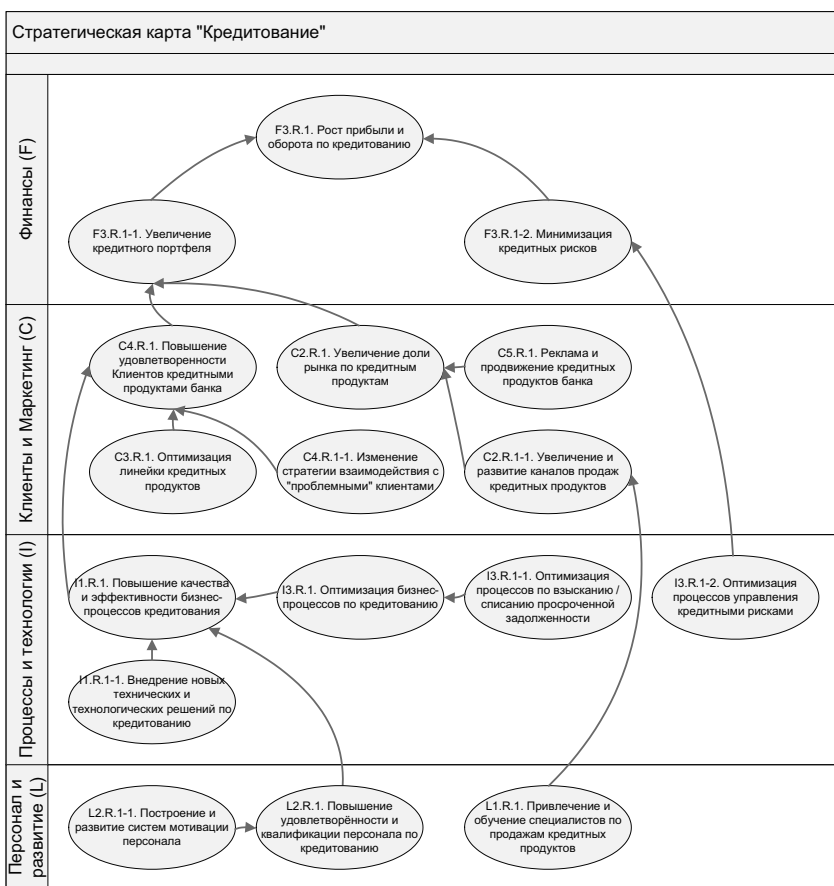 Стратегическая карта "Кредитование"
Финансы (F)
F3.R.1. Рост прибыли и
оборота по кредитованию
F3.R.1-1. Увеличение
кредитного портфеля
F3.R.1-2. Минимизация
кредитных рисков
Клиенты и Маркетинг (C)
C4.R.1. Повышение
удовлетворенности
Клиентов кредитными
продуктами банка
C2.R.1. Увеличение доли
рынка по кредитным
продуктам
C5.R.1. Реклама и
продвижение кредитных
продуктов банка
C3.R.1. Оптимизация
линейки кредитных
продуктов
C4.R.1-1. Изменение
стратегии взаимодействия с
"проблемными" клиентами
C2.R.1-1. Увеличение и
развитие каналов продаж
кредитных продуктов
Процессы и технологии (I)
I1.R.1. Повышение качества
и эффективности бизнес-
процессов кредитования
I3.R.1. Оптимизация бизнес-
процессов по кредитованию
I3.R.1-1. Оптимизация
процессов по взысканию /
списанию просроченной
задолженности
I3.R.1-2. Оптимизация
процессов управления
кредитными рисками
I1.R.1-1. Внедрение новых
технических и
технологических решений по
кредитованию
Персонал и
развитие (L)
L2.R.1-1. Построение и
развитие систем мотивации
персонала
L2.R.1. Повышение
удовлетворённости и
квалификации персонала по
кредитованию
L1.R.1. Привлечение и
обучение специалистов по
продажам кредитных
продуктов